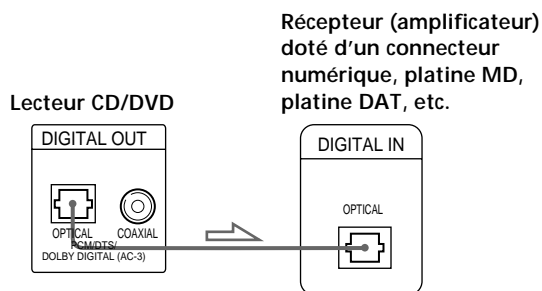 Récepteur (amplificateur)
doté d'un connecteur
numérique, platine MD,
platine DAT, etc.
Lecteur CD/DVD
DIGITAL OUT
OPTICAL COAXIAL
PCM/DTS/
DOLBY DIGITAL (AC-3)
DIGITAL IN
OPTICAL